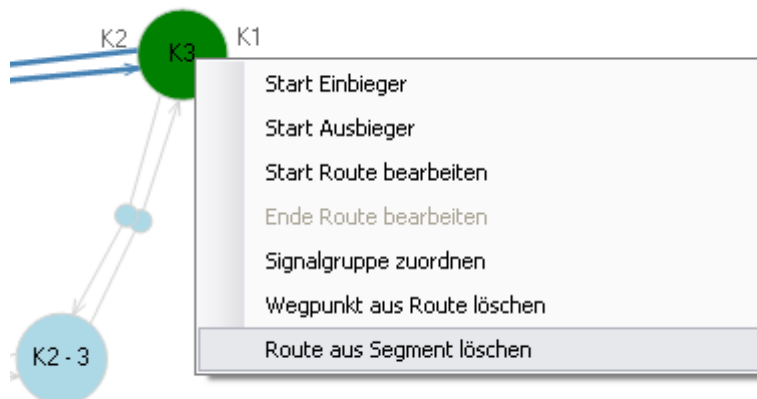 K2
K3
K1
Start Einbieger
Start Ausbieger
Start Route bearbeiten
Ende Route bearbeiten
Signalgruppe zuordnen
Wegpunkt aus Route löschen
Route aus Segment löschen
K2 - 3